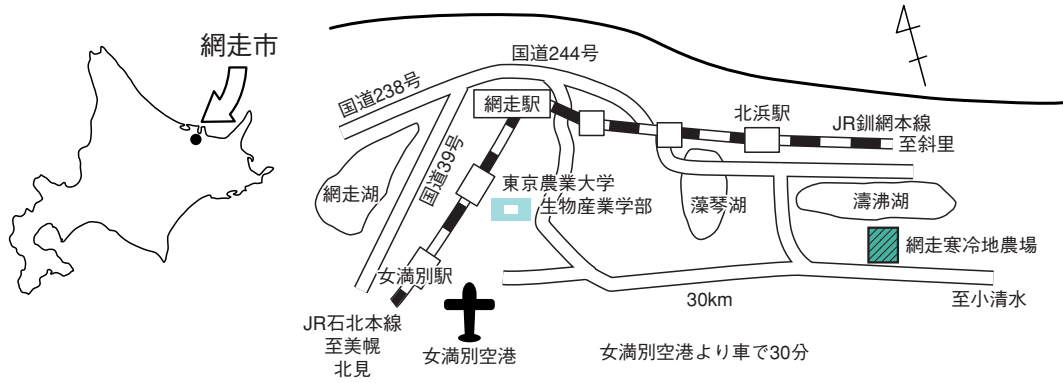 網走市
国道244号
国道238号
網走駅
北浜駅
JR釧網本線
至斜里
国道39号
網走湖
東京農業大学
生物産業学部
藻琴湖
濤沸湖
網走寒冷地農場
女満別駅
30km
至小清水
JR石北本線
至美幌
北見
女満別空港
女満別空港より車で30分